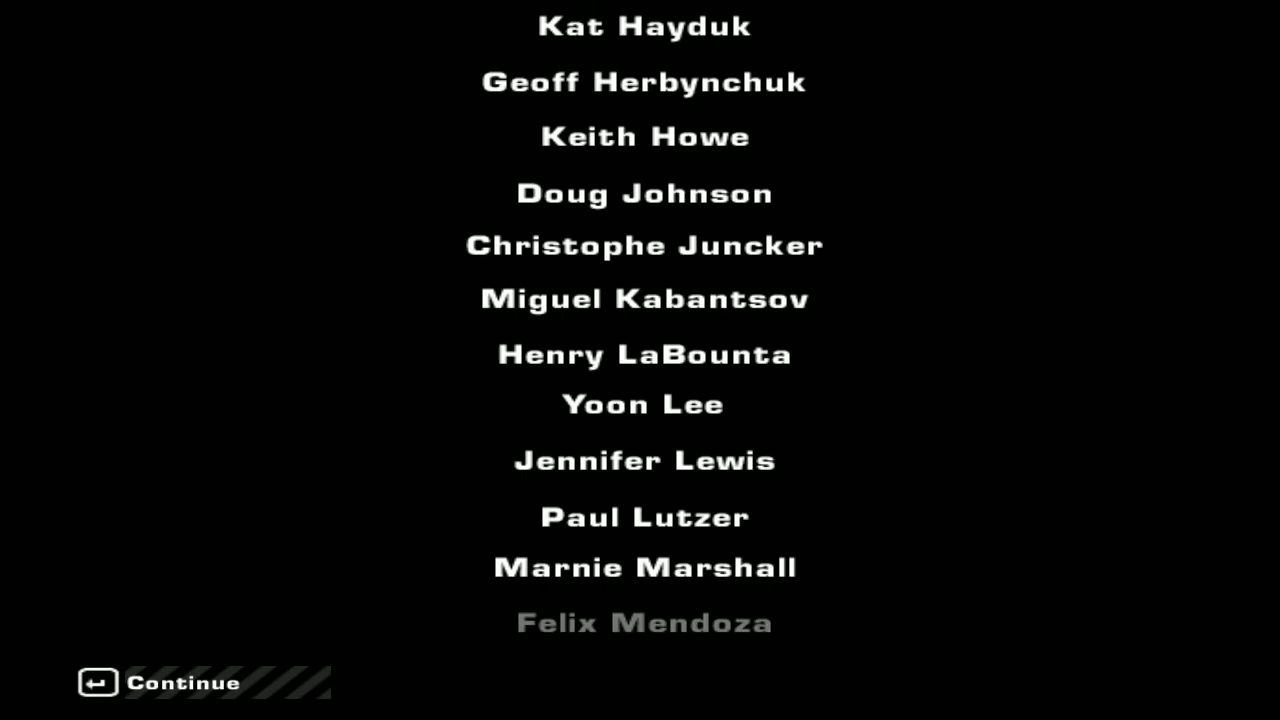 Kat Hayduk
Geoff Herbynchuk
Keith Howe
Doug Johnson
Christophe Juncker
Miguel Kabantsov
Henry LaBounta
Yoon Lee
Jennifer Lewis
Paul Lutzer
Marnie Marshall
Felix Mendoza
Continue